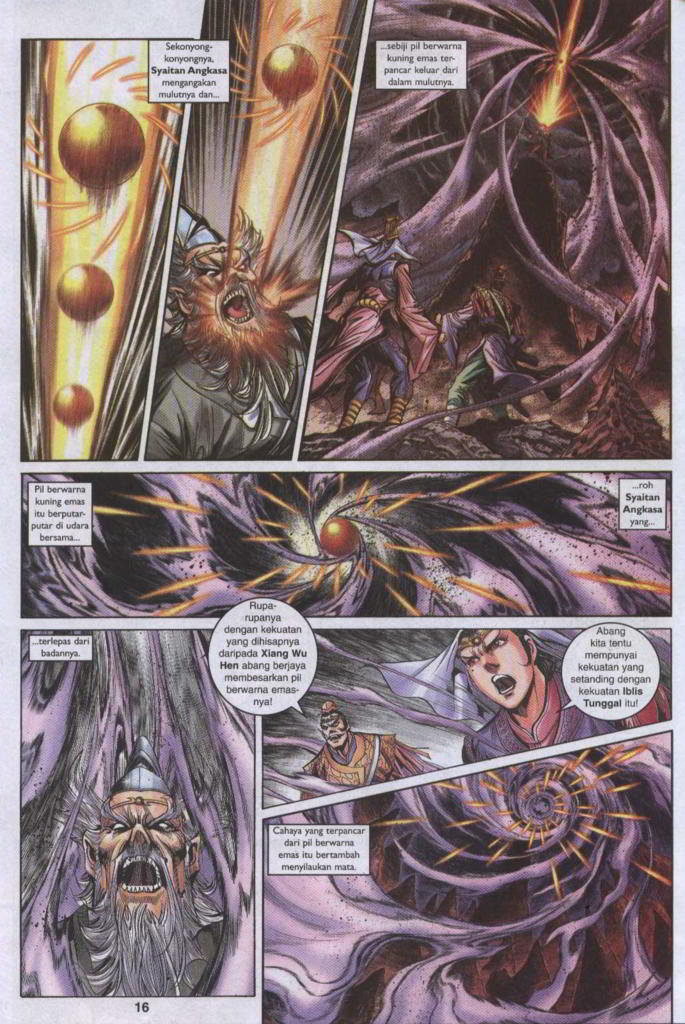 Sekonyong-
konyongnya,
Syaitan Angkasa
mengangakan
mulutnya dan...
...sebiji pil berwarna
kuning emas ter-
pancar keluar dari
dalam mulutnya.
Pil berwarna
kuning emas
itu berputar-
putar di udara
bersama...
...roh
Syaitan
Angkasa
yang...
...terlepas dari
badannya.
Rupa-
rupanya
dengan kekuatan
yang dihisapnya
daripada Xiang Wu
Hen abang berjaya
membesarkan pil
berwarna emas-
nya!
Abang
kita tentu
mempunyai
kekuatan yang
setanding dengan
kekuatan Iblis
Tunggal itu!
Cahaya yang terpancar
dari pil berwarna
emas itu bertambah
menyilaukan mata.
16